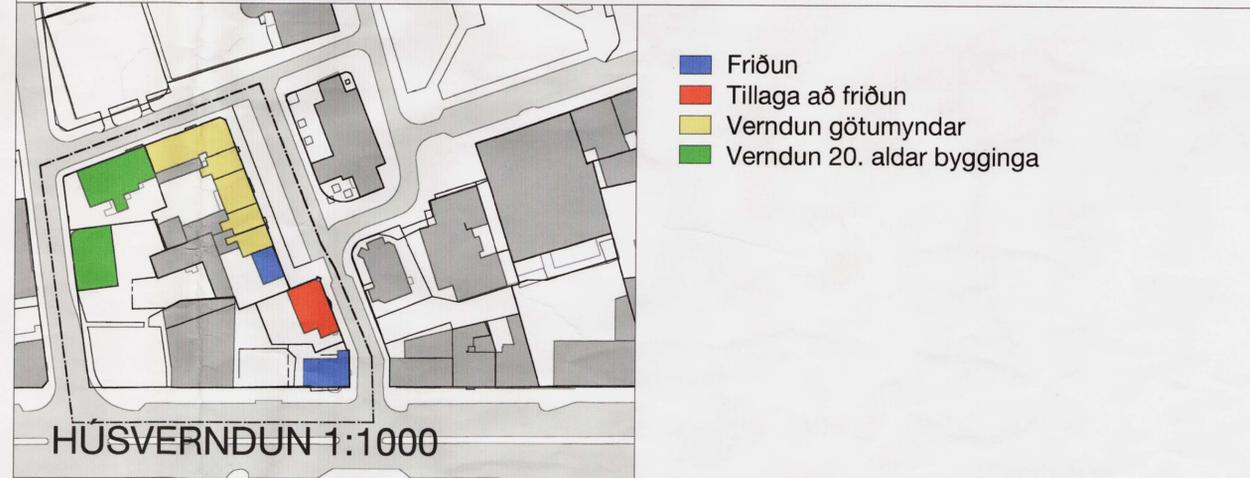 Friðun
Tillaga að friðun
Verndun götumyndar
Verndun 20. aldar bygginga
HÚSVERNDUN 1:1000